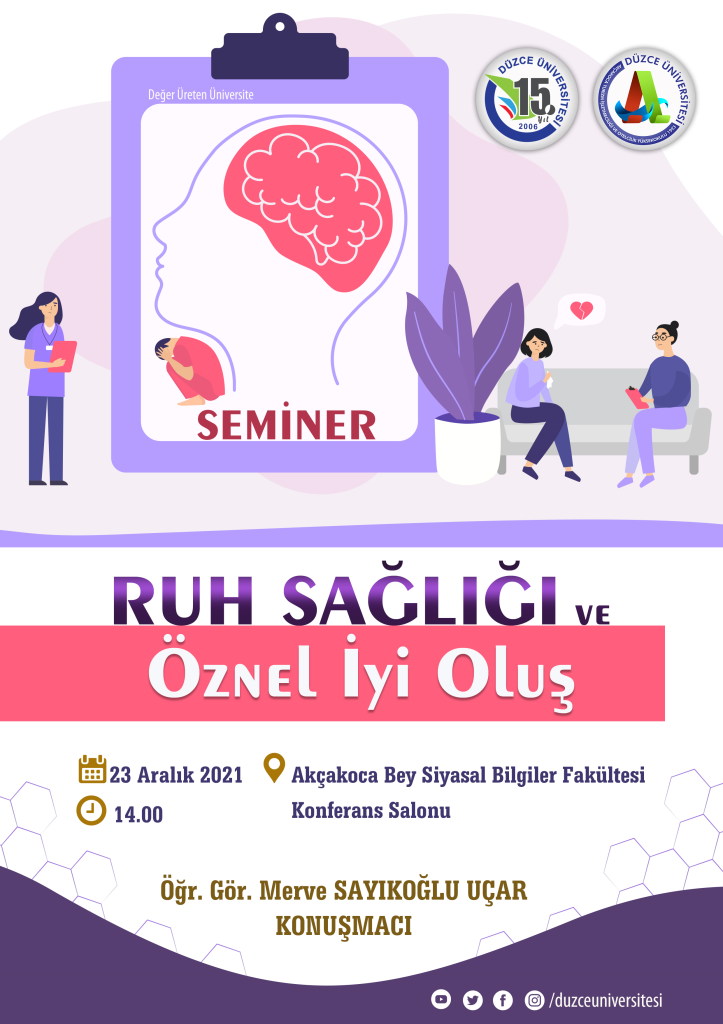 Değer Üreten Üniversite
DÜZCE ÜNİVERSİTESİ
15.
yıl
2006
DÜZCE ÜNİVERSİTESİ
SEMİNER
RUH SAĞLIĞI VE
Öznel İyi Oluş
23 Aralık 2021
14.00
Akçakoca Bey Siyasal Bilgiler Fakültesi
Konferans Salonu
Öğr. Gör. Merve SAYIKOĞLU UÇAR
KONUŞMACI
/duzceuniversitesi